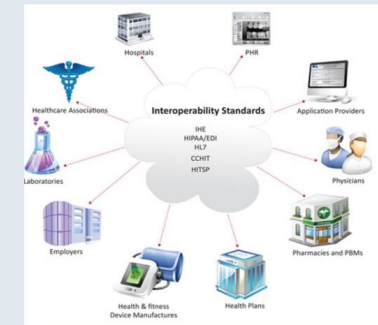 Hospitals
PHR
Healthcare Associations
Interoperability Standards
Application Providers
IHE
HIPAA/EDI
HL7
CCHIT
HITSP
Laboratories
Physicians
Employers
Pharmacies and PBMs
Health & fitness
Device Manufactures
Health Plans